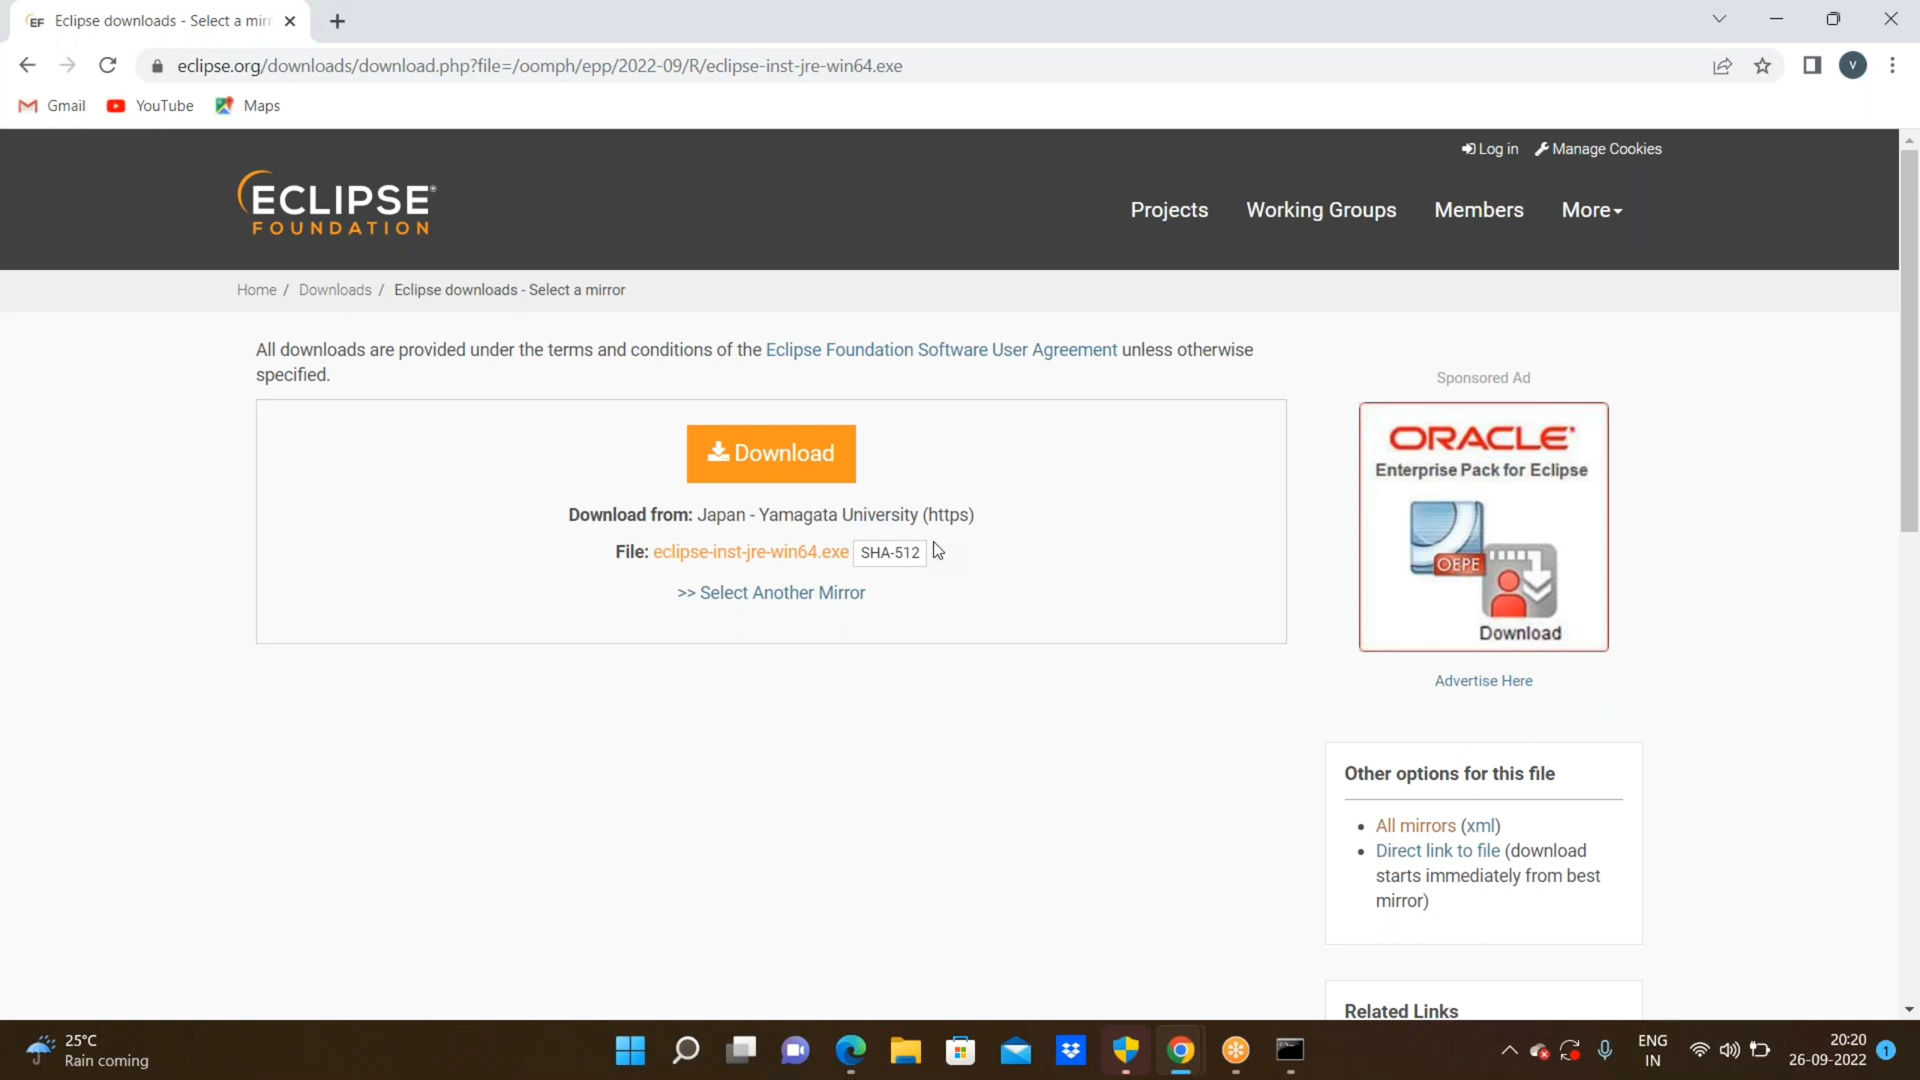 Eclipse downloads - Select a mirr
eclipse.org/downloads/download.php?file=/oomph/epp/2022-09/R/eclipse-inst-jre-win64.exe
V
Gmail YouTube Maps
Log in Manage Cookies
ECLIPSE®
FOUNDATION
Projects Working Groups Members More
Home / Downloads / Eclipse downloads - Select a mirror
All downloads are provided under the terms and conditions of the Eclipse Foundation Software User Agreement unless otherwise
specified.
Download
Download from: Japan - Yamagata University (https)
File: eclipse-inst-jre-win64.exe SHA-512
>> Select Another Mirror
Sponsored Ad
ORACLE®
Enterprise Pack for Eclipse
OEPE
Download
Advertise Here
Other options for this file
• All mirrors (xml)
• Direct link to file (download
starts immediately from best
mirror)
Related Links
25°C
Rain coming
ENG
IN
20:20
26-09-2022
1